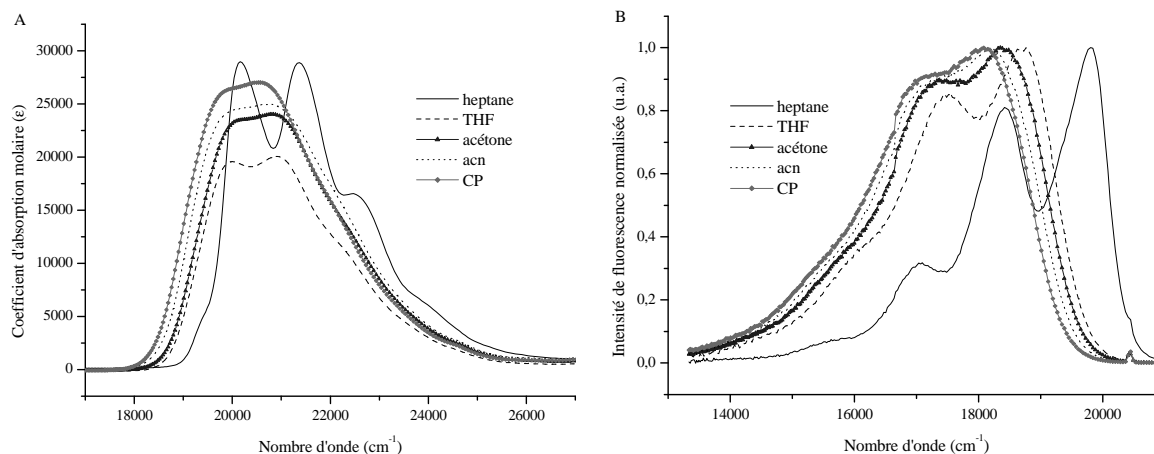 A
Coefficient d'absorption molaire (ε)
30000
25000
20000
15000
10000
5000
0
heptane
THF
acétone
acn
CP
18000 20000 22000 24000 26000
Nombre d'onde (cm-1)
B
Intensité de fluorescence normalisée (u.a.)
1,0
0,8
0,6
0,4
0,2
0,0
heptane
THF
acétone
acn
CP
14000 16000 18000 20000
Nombre d'onde (cm-1)